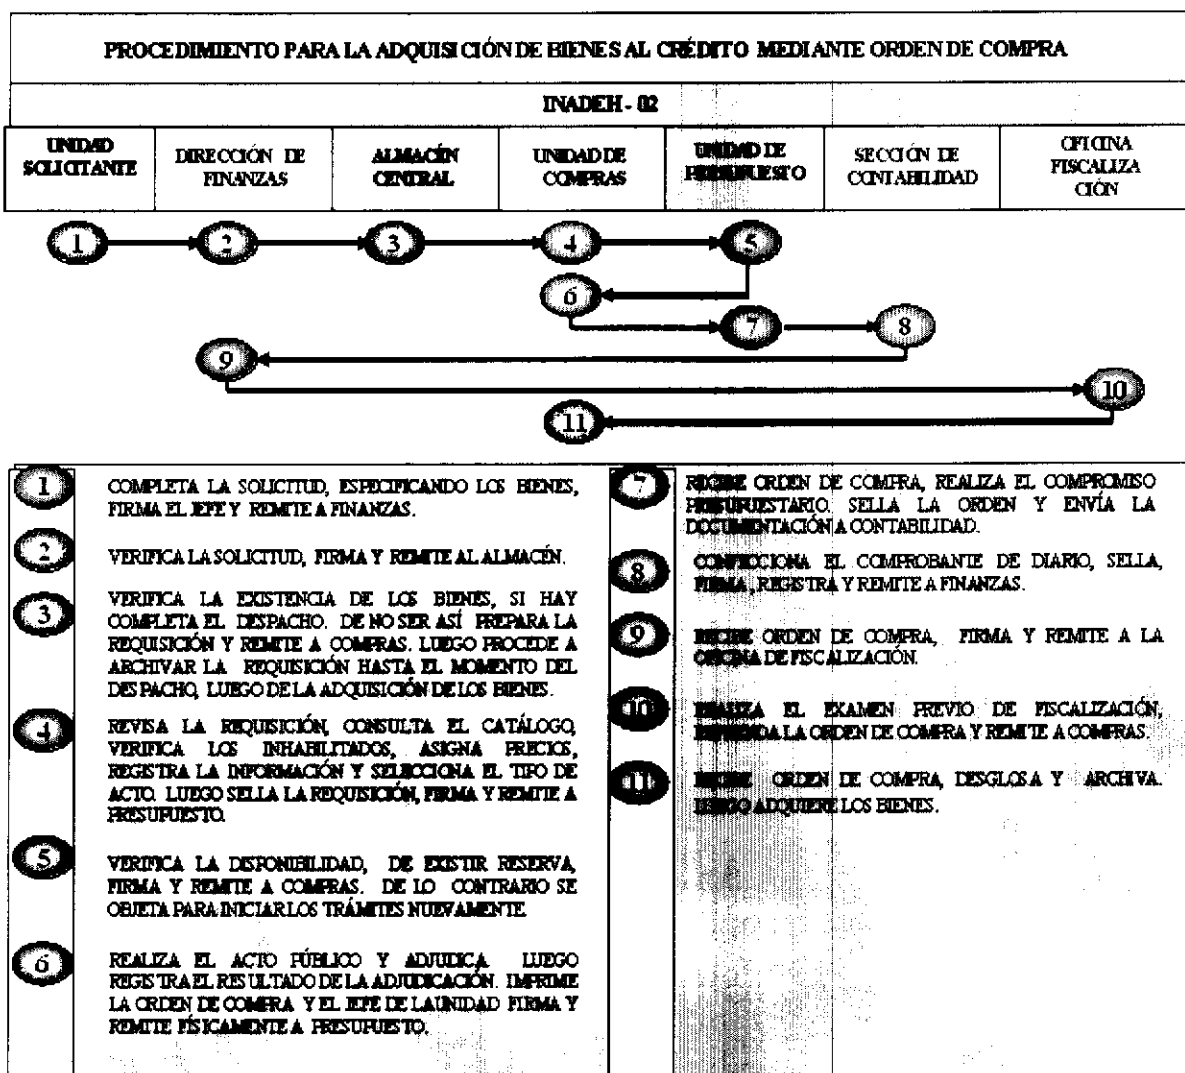 PROCEDIMIENTO PARA LA ADQUISICIÓN DE BIENES AL CRÉDITO MEDIANTE ORDEN DE COMPRA
INADEH - 02
UNIDAD
SOLICITANTE
DIRECCIÓN DE
FINANZAS
ALMACÉN
CENTRAL
UNIDAD DE
COMPRAS
UNIDAD DE
PRESUPUESTO
SECCIÓN DE
CONTABILIDAD
OFICINA
FISCALIZA
CIÓN
1
2
3
4
5
6
7
8
9
10
11
1
COMPLETA LA SOLICITUD, ESPECIFICANDO LOS BIENES,
FIRMA EL JEFE Y REMITE A FINANZAS.
2
VERIFICA LA SOLICITUD, FIRMA Y REMITE AL ALMACÉN.
3
VERIFICA LA EXISTENCIA DE LOS BIENES, SI HAY
COMPLETA EL DESPACHO. DE NO SER ASÍ PREPARA LA
REQUISICIÓN Y REMITE A COMPRAS. LUEGO PROCEDE A
ARCHIVAR LA REQUISICIÓN HASTA EL MOMENTO DEL
DESPACHO, LUEGO DE LA ADQUISICIÓN DE LOS BIENES.
4
REVISA LA REQUISICIÓN, CONSULTA EL CATÁLOGO,
VERIFICA LOS INHABILITADOS, ASIGNA PRECIOS,
REGISTRA LA INFORMACIÓN Y SELECCIONA EL TIPO DE
ACTO. LUEGO SELLA LA REQUISICIÓN, FIRMA Y REMITE A
PRESUPUESTO.
5
VERIFICA LA DISPONIBILIDAD, DE EXISTIR RESERVA,
FIRMA Y REMITE A COMPRAS. DE LO CONTRARIO SE
OBJETA PARA INICIAR LOS TRÁMITES NUEVAMENTE.
6
REALIZA EL ACTO PÚBLICO Y ADJUDICA. LUEGO
REGISTRA EL RESULTADO DE LA ADJUDICACIÓN. IMPRIME
LA ORDEN DE COMPRA Y EL JEFE DE LA UNIDAD FIRMA Y
REMITE FÍSICAMENTE A PRESUPUESTO.
7
RECIBE ORDEN DE COMPRA, REALIZA EL COMPROMISO
PRESUPUESTARIO. SELLA LA ORDEN Y ENVÍA LA
DOCUMENTACIÓN A CONTABILIDAD.
8
CONFECCIONA EL COMPROBANTE DE DIARIO, SELLA,
FIRMA, REGISTRA Y REMITE A FINANZAS.
9
RECIBE ORDEN DE COMPRA, FIRMA Y REMITE A LA
OFICINA DE FISCALIZACIÓN.
10
REALIZA EL EXAMEN PREVIO DE FISCALIZACIÓN,
REFRENDA LA ORDEN DE COMPRA Y REMITE A COMPRAS.
11
RECIBE ORDEN DE COMPRA, DESGLOSA Y ARCHIVA.
LUEGO ADQUIERE LOS BIENES.